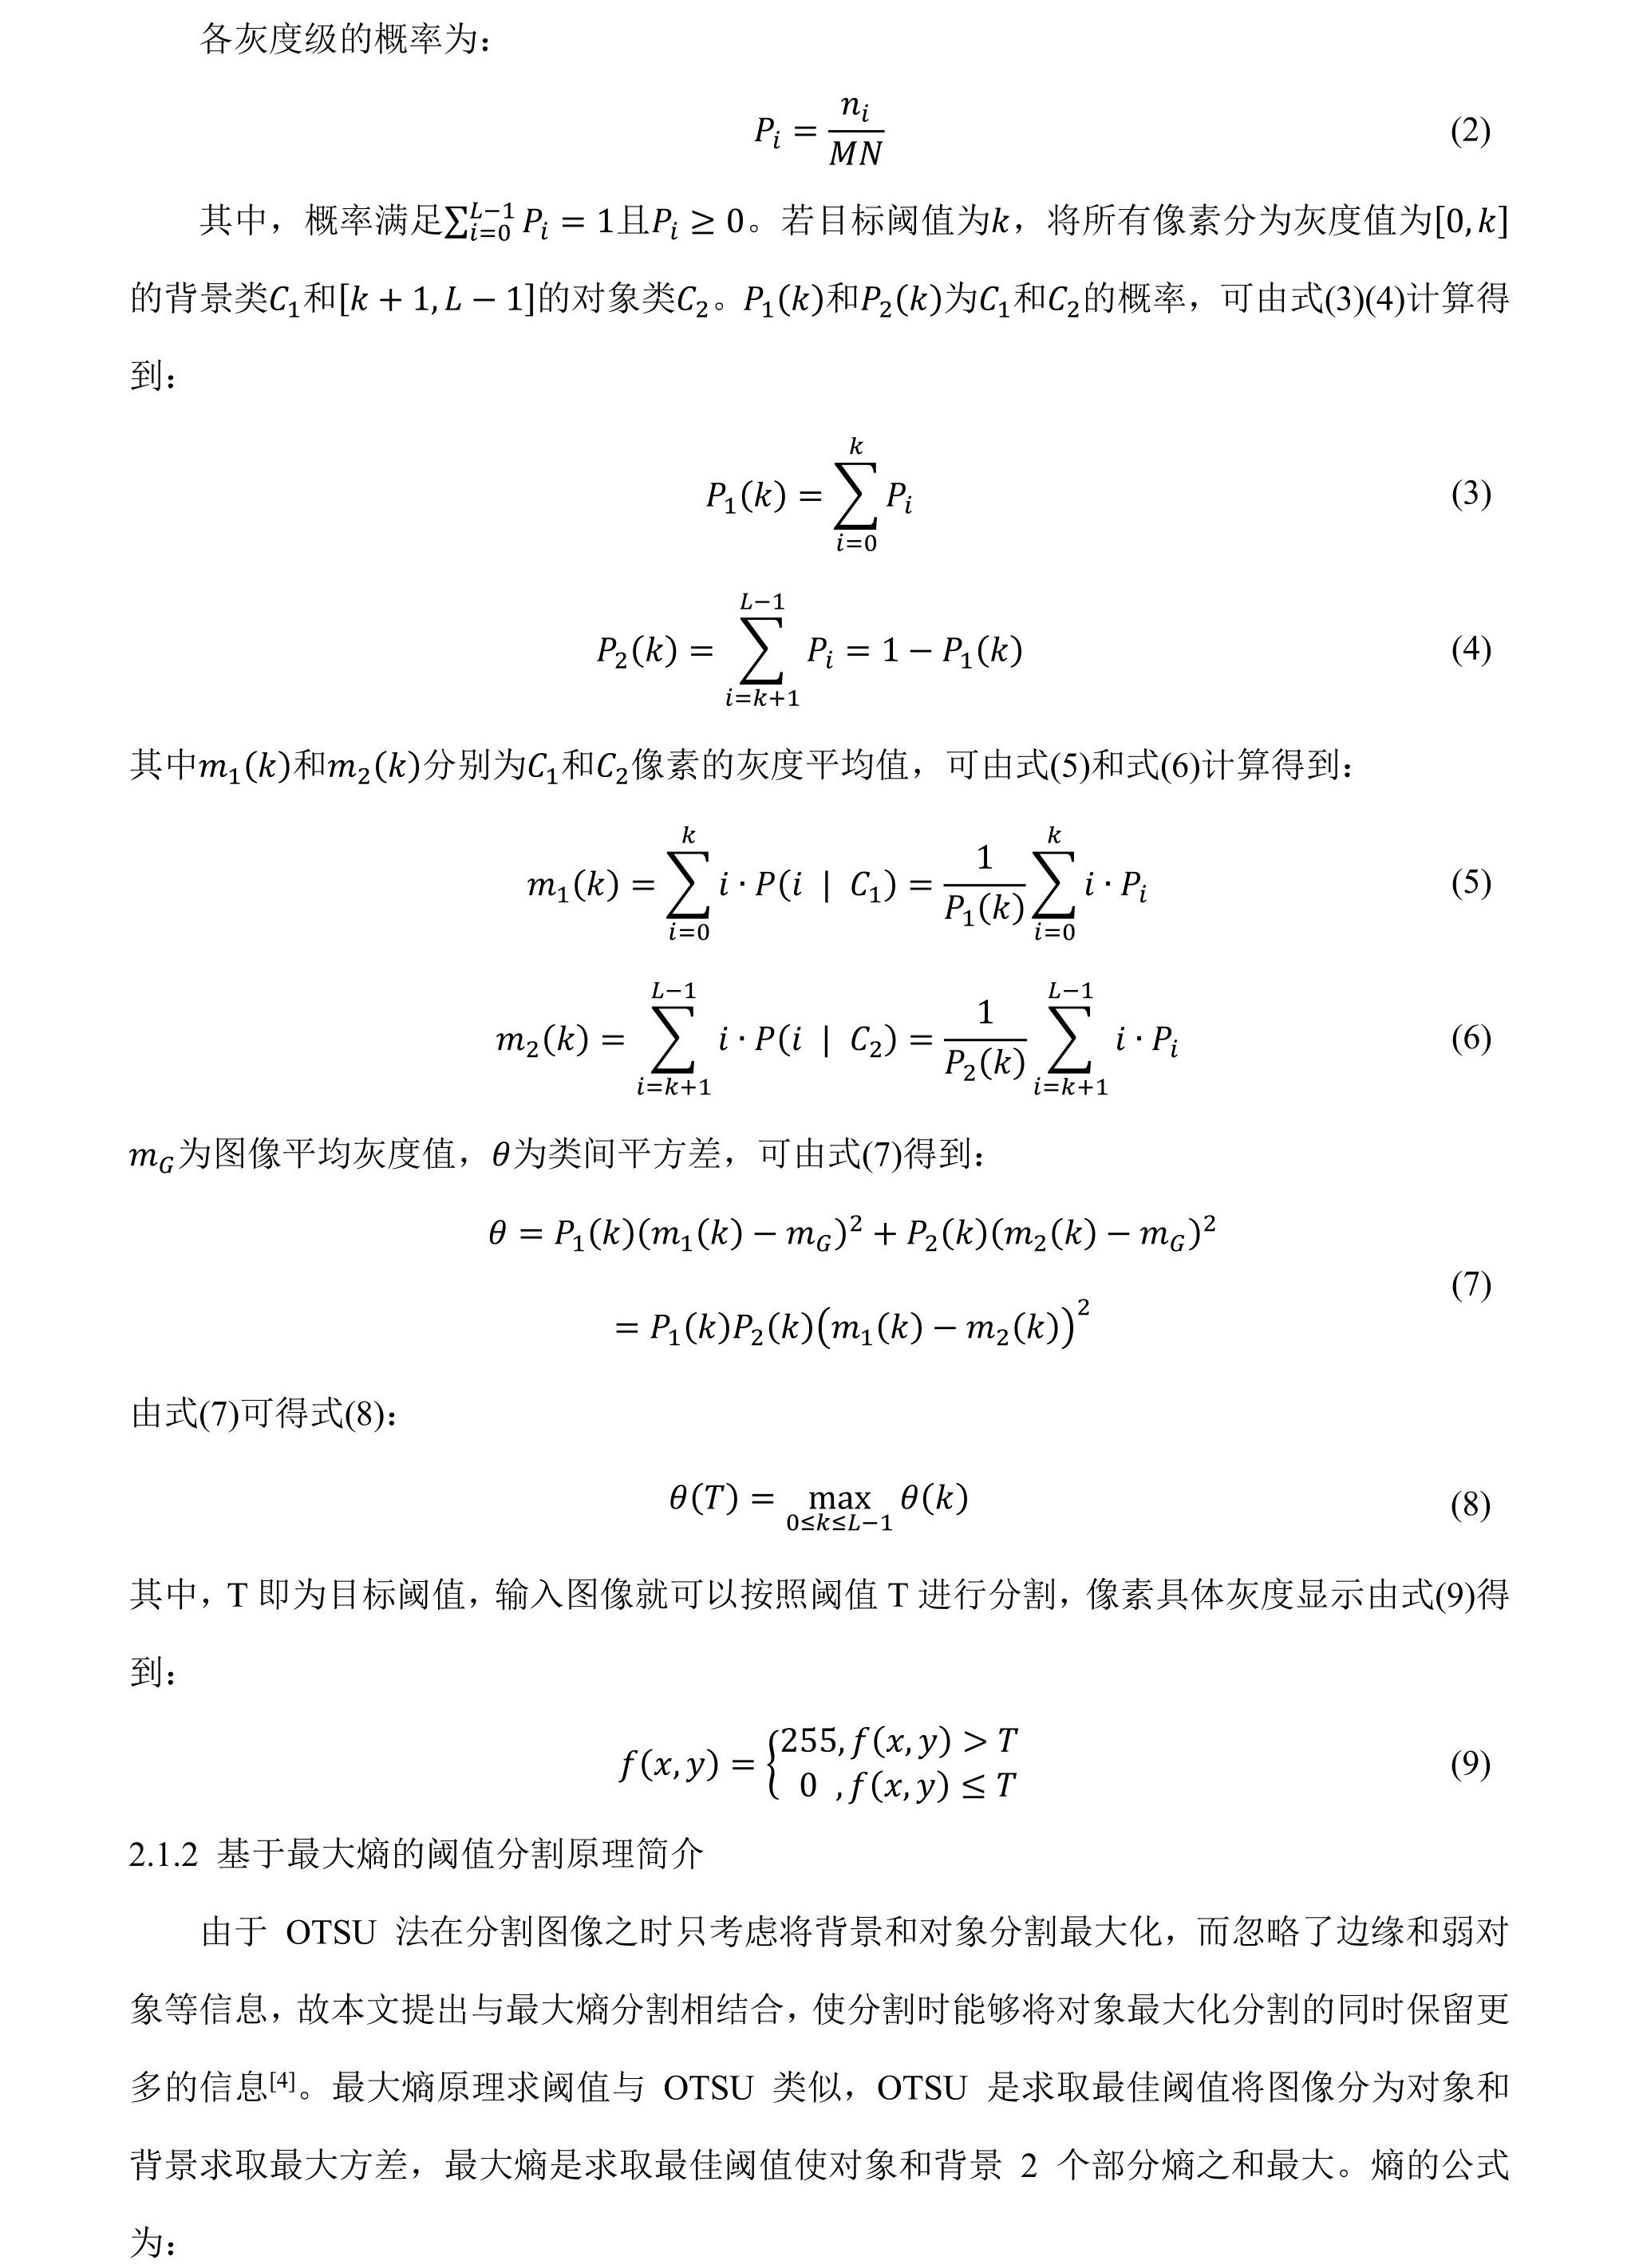 各灰度级的概率为：
$$P_i = \frac{n_i}{MN}$$ (2)
其中，概率满足$\sum_{i=0}^{L-1} P_i = 1$且$P_i \geq 0$。若目标阈值为$k$，将所有像素分为灰度值为$[0, k]$
的背景类$C_1$和$[k+1, L-1]$的对象类$C_2$。$P_1(k)$和$P_2(k)$为$C_1$和$C_2$的概率，可由式(3)(4)计算得
到：
$$P_1(k) = \sum_{i=0}^{k} P_i$$ (3)
$$P_2(k) = \sum_{i=k+1}^{L-1} P_i = 1 - P_1(k)$$ (4)
其中$m_1(k)$和$m_2(k)$分别为$C_1$和$C_2$像素的灰度平均值，可由式(5)和式(6)计算得到：
$$m_1(k) = \sum_{i=0}^{k} i \cdot P(i \mid C_1) = \frac{1}{P_1(k)} \sum_{i=0}^{k} i \cdot P_i$$ (5)
$$m_2(k) = \sum_{i=k+1}^{L-1} i \cdot P(i \mid C_2) = \frac{1}{P_2(k)} \sum_{i=k+1}^{L-1} i \cdot P_i$$ (6)
$m_G$为图像平均灰度值，$\theta$为类间平方差，可由式(7)得到：
$$\theta = P_1(k)(m_1(k) - m_G)^2 + P_2(k)(m_2(k) - m_G)^2$$
$$= P_1(k)P_2(k)\left(m_1(k) - m_2(k)\right)^2$$ (7)
由式(7)可得式(8)：
$$\theta(T) = \max_{0 \leq k \leq L-1} \theta(k)$$ (8)
其中，T 即为目标阈值，输入图像就可以按照阈值 T 进行分割，像素具体灰度显示由式(9)得
到：
$$f(x, y) = \begin{cases} 255, f(x, y) > T \\ 0\ , f(x, y) \leq T \end{cases}$$ (9)
2.1.2 基于最大熵的阈值分割原理简介
由于 OTSU 法在分割图像之时只考虑将背景和对象分割最大化，而忽略了边缘和弱对
象等信息，故本文提出与最大熵分割相结合，使分割时能够将对象最大化分割的同时保留更
多的信息[4]。最大熵原理求阈值与 OTSU 类似，OTSU 是求取最佳阈值将图像分为对象和
背景求取最大方差，最大熵是求取最佳阈值使对象和背景 2 个部分熵之和最大。熵的公式
为：